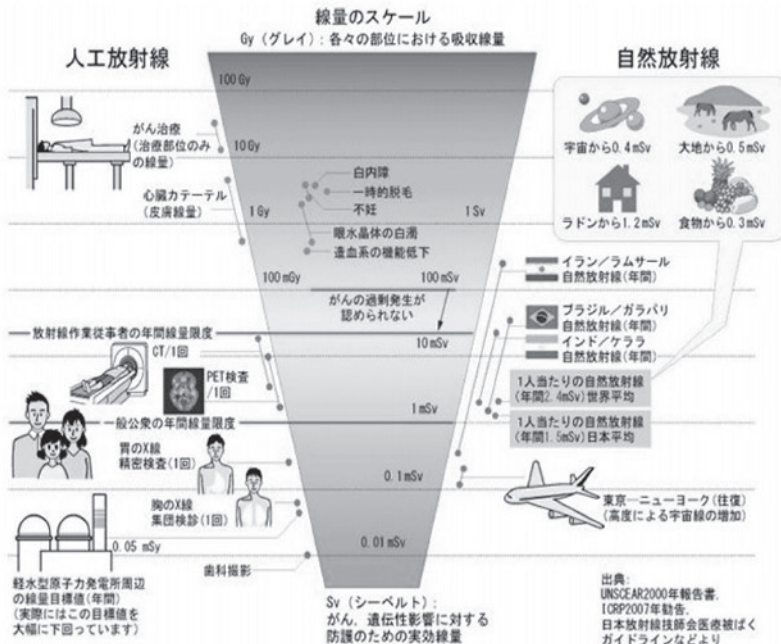 線量のスケール
Gy (グレイ) : 各々の部位における吸収線量
人工放射線
自然放射線
100 Gy
がん治療
(治療部位のみ
の線量)
10 Gy
心臓カテーテル
(皮膚線量)
白内障
一時的脱毛
不妊
1 Gy
1 Sv
眼水晶体の白濁
造血系の機能低下
宇宙から0.4mSv
大地から0.5mSv
ラドンから1.2mSv
食物から0.3mSv
100 mGy
100 mSv
がんの過剰発生が
認められない
イラン/ラムサール
自然放射線(年間)
ブラジル/ガラパリ
自然放射線(年間)
インド/ケララ
自然放射線(年間)
放射線作業従事者の年間線量限度
10 mSv
CT/1回
PET検査
/1回
1人当たりの自然放射線
(年間2.4mSv)世界平均
1 mSv
一般公衆の年間線量限度
1人当たりの自然放射線
(年間1.5mSv)日本平均
胃のX線
精密検査(1回)
0.1 mSv
胸のX線
集団検診(1回)
東京―ニューヨーク(往復)
(高度による宇宙線の増加)
0.05 mSy
0.01 mSv
歯科撮影
軽水型原子力発電所周辺
の線量目標値(年間)
(実際にはこの目標値を
大幅に下回っています)
Sv (シーベルト) :
がん, 遺伝性影響に対する
防護のための実効線量
出典:
UNSCEAR2000年報告書,
ICRP2007年勧告,
日本放射線技師会医療被ばく
ガイドラインなどより